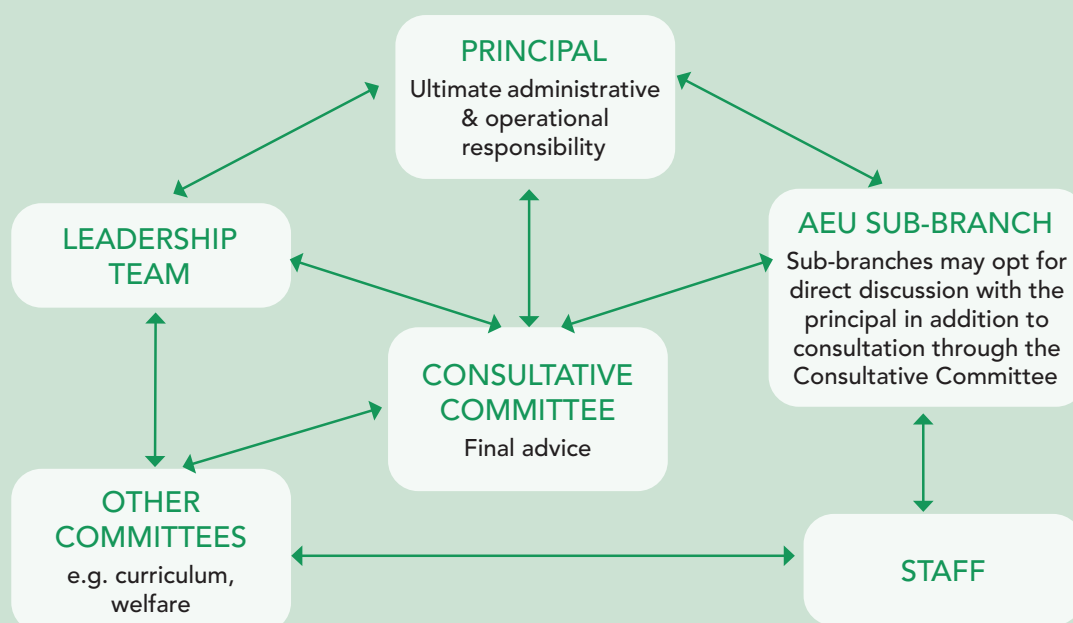 PRINCIPAL
Ultimate administrative
& operational
responsibility
LEADERSHIP
TEAM
AEU SUB-BRANCH
Sub-branches may opt for
direct discussion with the
principal in addition to
consultation through the
Consultative Committee
CONSULTATIVE
COMMITTEE
Final advice
OTHER
COMMITTEES
e.g. curriculum,
welfare
STAFF